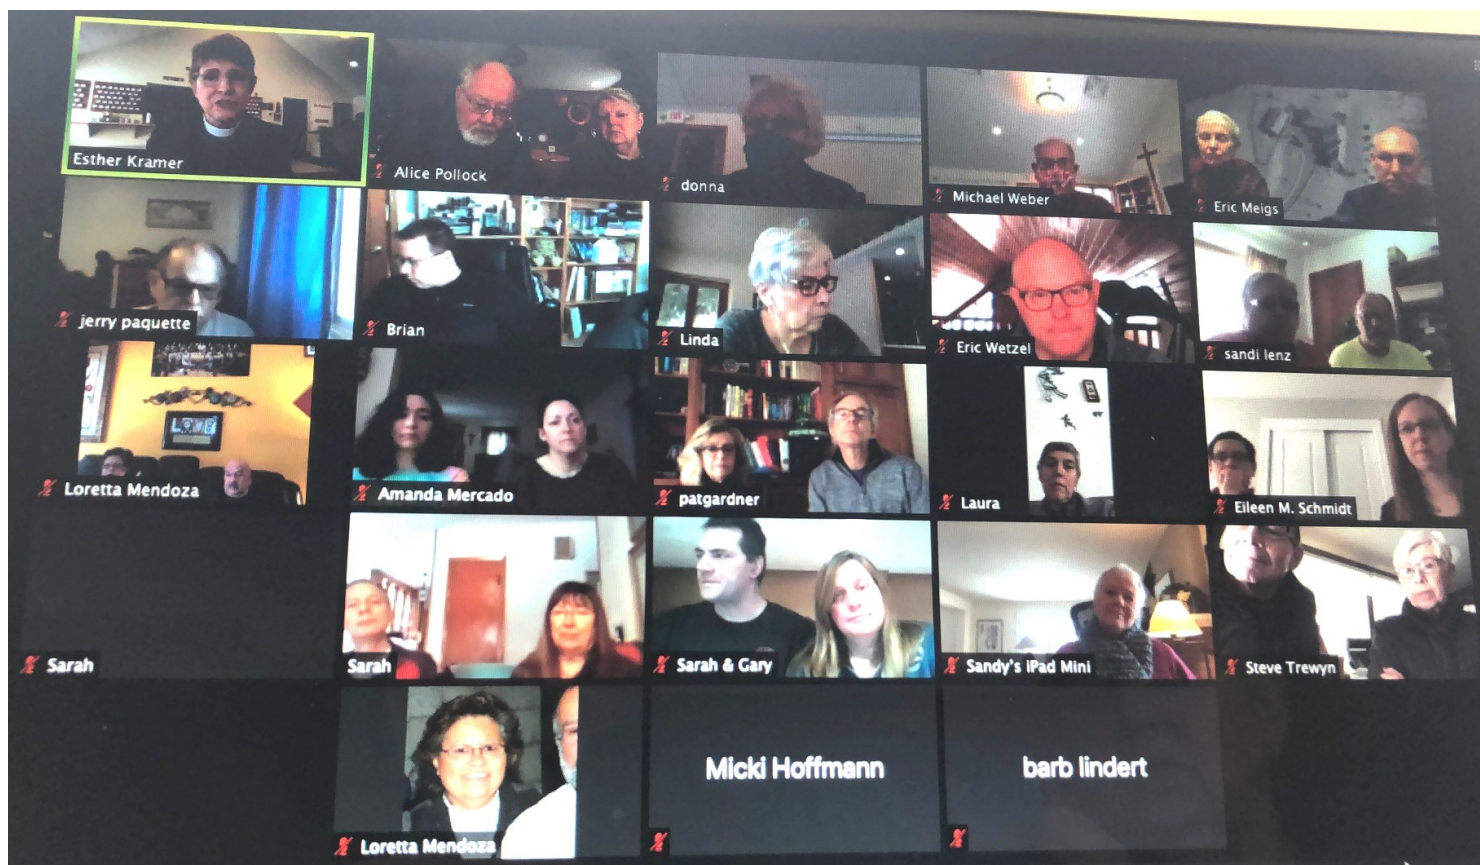 Esther Kramer
Alice Pollock
donna
Michael Weber
Eric Meigs
jerry paquette
Brian
Linda
Eric Wetzel
sandi lenz
LOVE
Loretta Mendoza
Amanda Mercado
patgardner
Laura
Eileen M. Schmidt
Sarah
Sarah
Sarah & Gary
Sandy's iPad Mini
Steve Trewyn
Loretta Mendoza
Micki Hoffmann
barb lindert